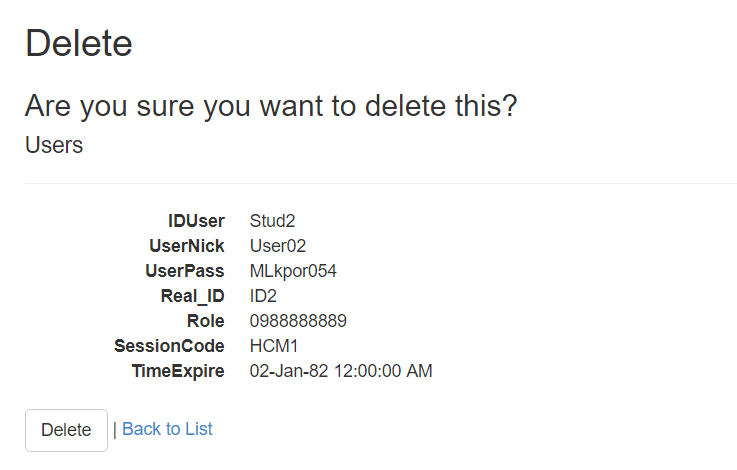 Delete
Are you sure you want to delete this?
Users
IDUser Stud2
UserNick User02
UserPass MLkpor054
Real_ID ID2
Role 0988888889
SessionCode HCM1
TimeExpire 02-Jan-82 12:00:00 AM
Delete | Back to List